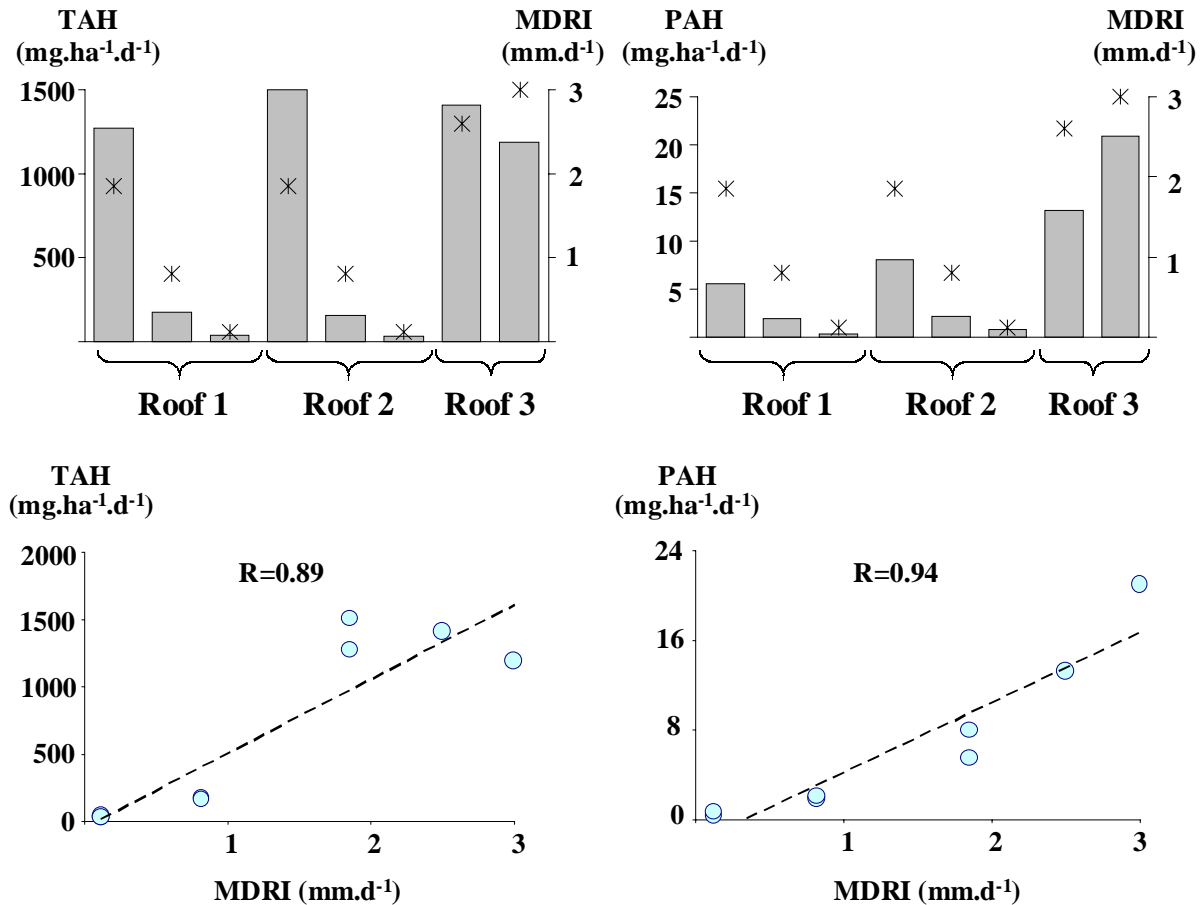 TAH
(mg.ha⁻¹.d⁻¹)
MDRI
(mm.d⁻¹)
1500
1000
500
3
2
1
Roof 1
Roof 2
Roof 3
PAH
(mg.ha⁻¹.d⁻¹)
MDRI
(mm.d⁻¹)
25
20
15
10
5
3
2
1
Roof 1
Roof 2
Roof 3
TAH
(mg.ha⁻¹.d⁻¹)
2000
1500
1000
500
0
R=0.89
1
2
3
MDRI (mm.d⁻¹)
PAH
(mg.ha⁻¹.d⁻¹)
24
16
8
0
R=0.94
1
2
3
MDRI (mm.d⁻¹)